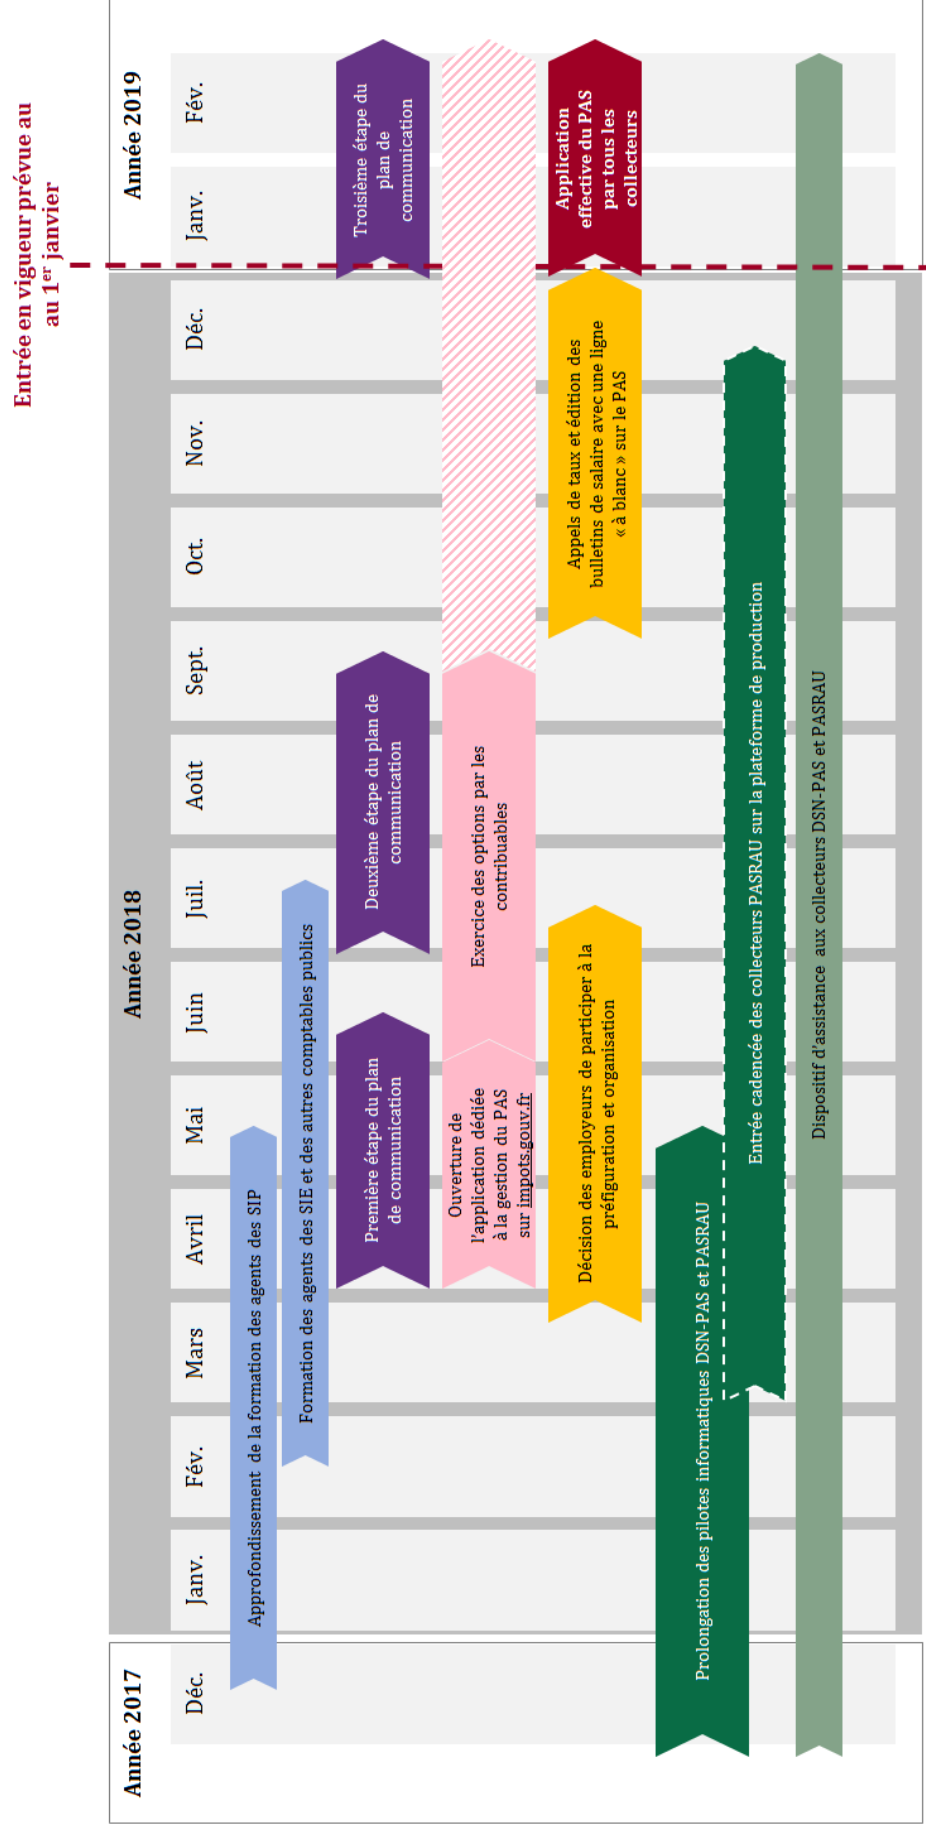 Entrée en vigueur prévue au
au 1er janvier
Année 2017
Année 2018
Année 2019
Déc.
Janv.
Fév.
Mars
Avril
Mai
Juin
Juil.
Août
Sept.
Oct.
Nov.
Déc.
Janv.
Fév.
Approfondissement de la formation des agents des SIP
Formation des agents des SIE et des autres comptables publics
Première étape du plan
de communication
Deuxième étape du plan de
communication
Troisième étape du
plan de
communication
Ouverture de
l'application dédiée
à la gestion du PAS
sur impots.gouv.fr
Exercice des options par les
contribuables
Décision des employeurs de participer à la
préfiguration et organisation
Appels de taux et édition des
bulletins de salaire avec une ligne
« à blanc » sur le PAS
Application
effective du PAS
par tous les
collecteurs
Prolongation des pilotes informatiques DSN-PAS et PASRAU
Entrée cadencée des collecteurs PASRAU sur la plateforme de production
Dispositif d'assistance aux collecteurs DSN-PAS et PASRAU